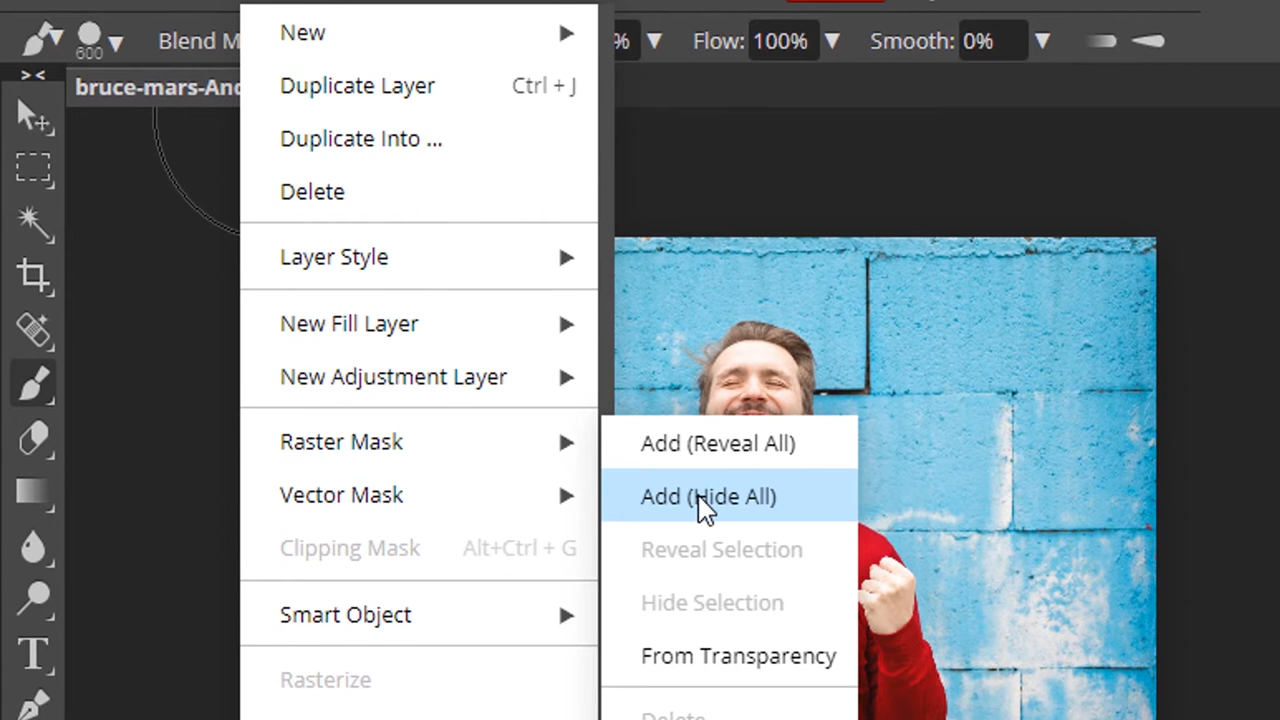 600
Blend M
%
Flow: 100%
Smooth: 0%
> <
bruce-mars-And
New
Duplicate Layer Ctrl + J
Duplicate Into ...
Delete
Layer Style
New Fill Layer
New Adjustment Layer
Raster Mask
Vector Mask
Clipping Mask Alt+Ctrl + G
Smart Object
Rasterize
Add (Reveal All)
Add (Hide All)
Reveal Selection
Hide Selection
From Transparency
Delete
T